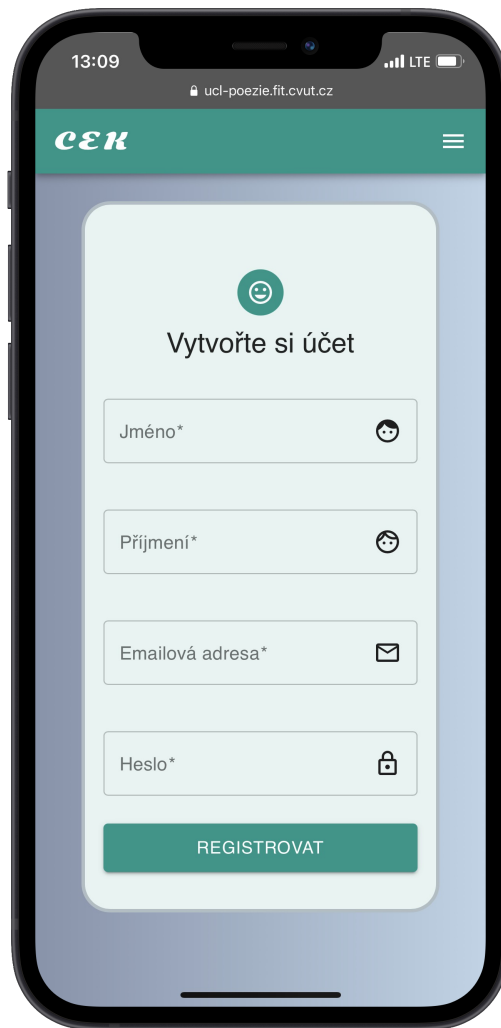 13:09
LTE
ucl-poezie.fit.cvut.cz
CEK
Vytvořte si účet
Jméno*
Příjmení*
Emailová adresa*
Heslo*
REGISTROVAT